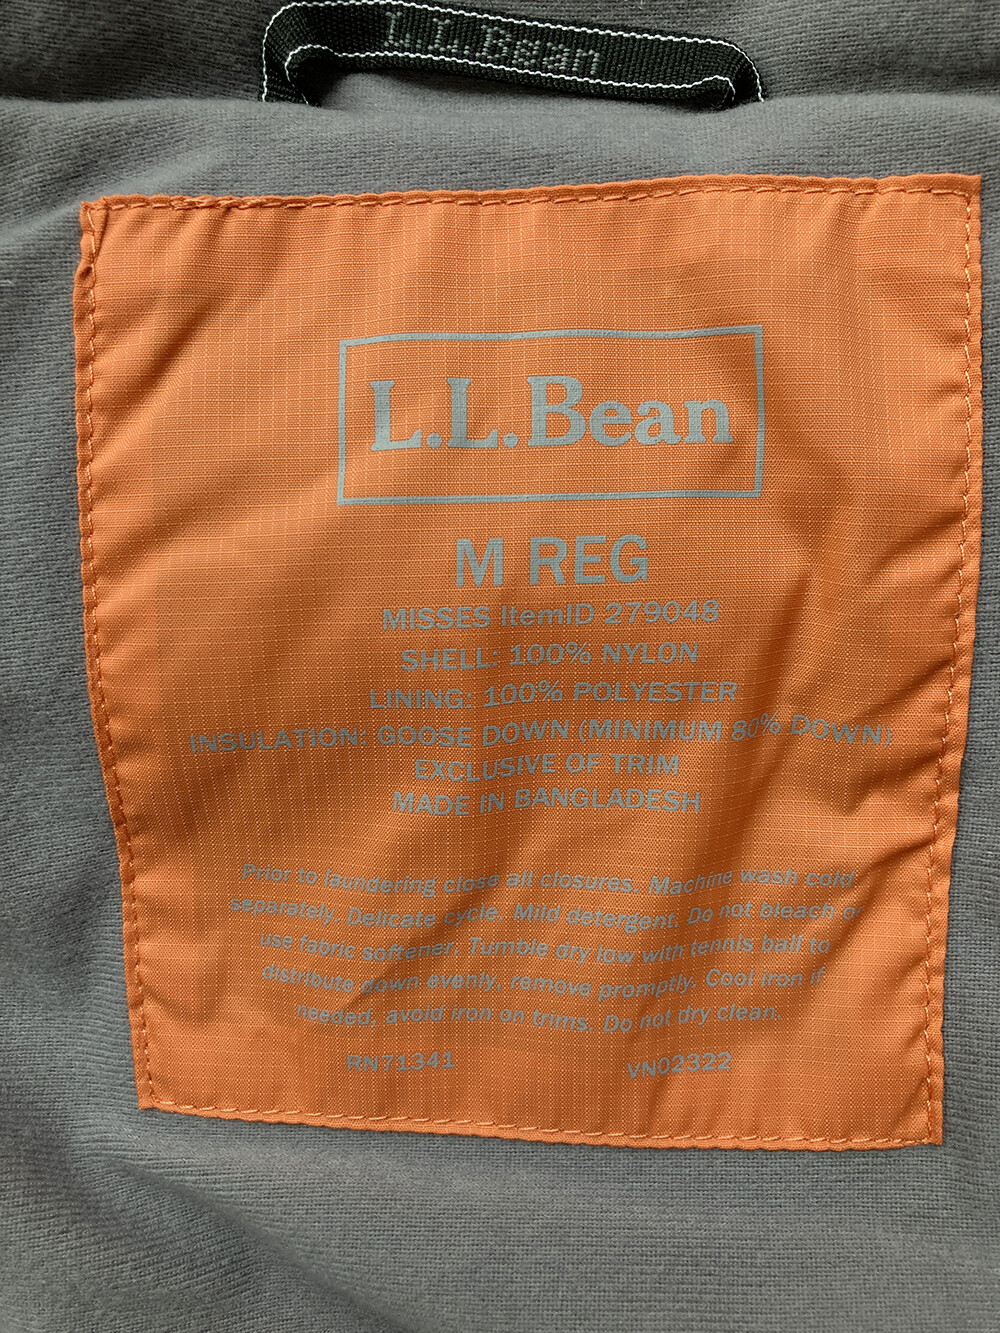 L.L.Bean
L.L.Bean
M REG
MISSES ItemID 279048
SHELL: 100% NYLON
LINING: 100% POLYESTER
INSULATION: GOOSE DOWN (MINIMUM 80% DOWN)
EXCLUSIVE OF TRIM
MADE IN BANGLADESH
Prior to laundering close all closures. Machine wash cold
separately. Delicate cycle. Mild detergent. Do not bleach or
use fabric softener. Tumble dry low with tennis ball to
distribute down evenly, remove promptly. Cool iron if
needed, avoid iron on trims. Do not dry clean.
RN71341 VN02322